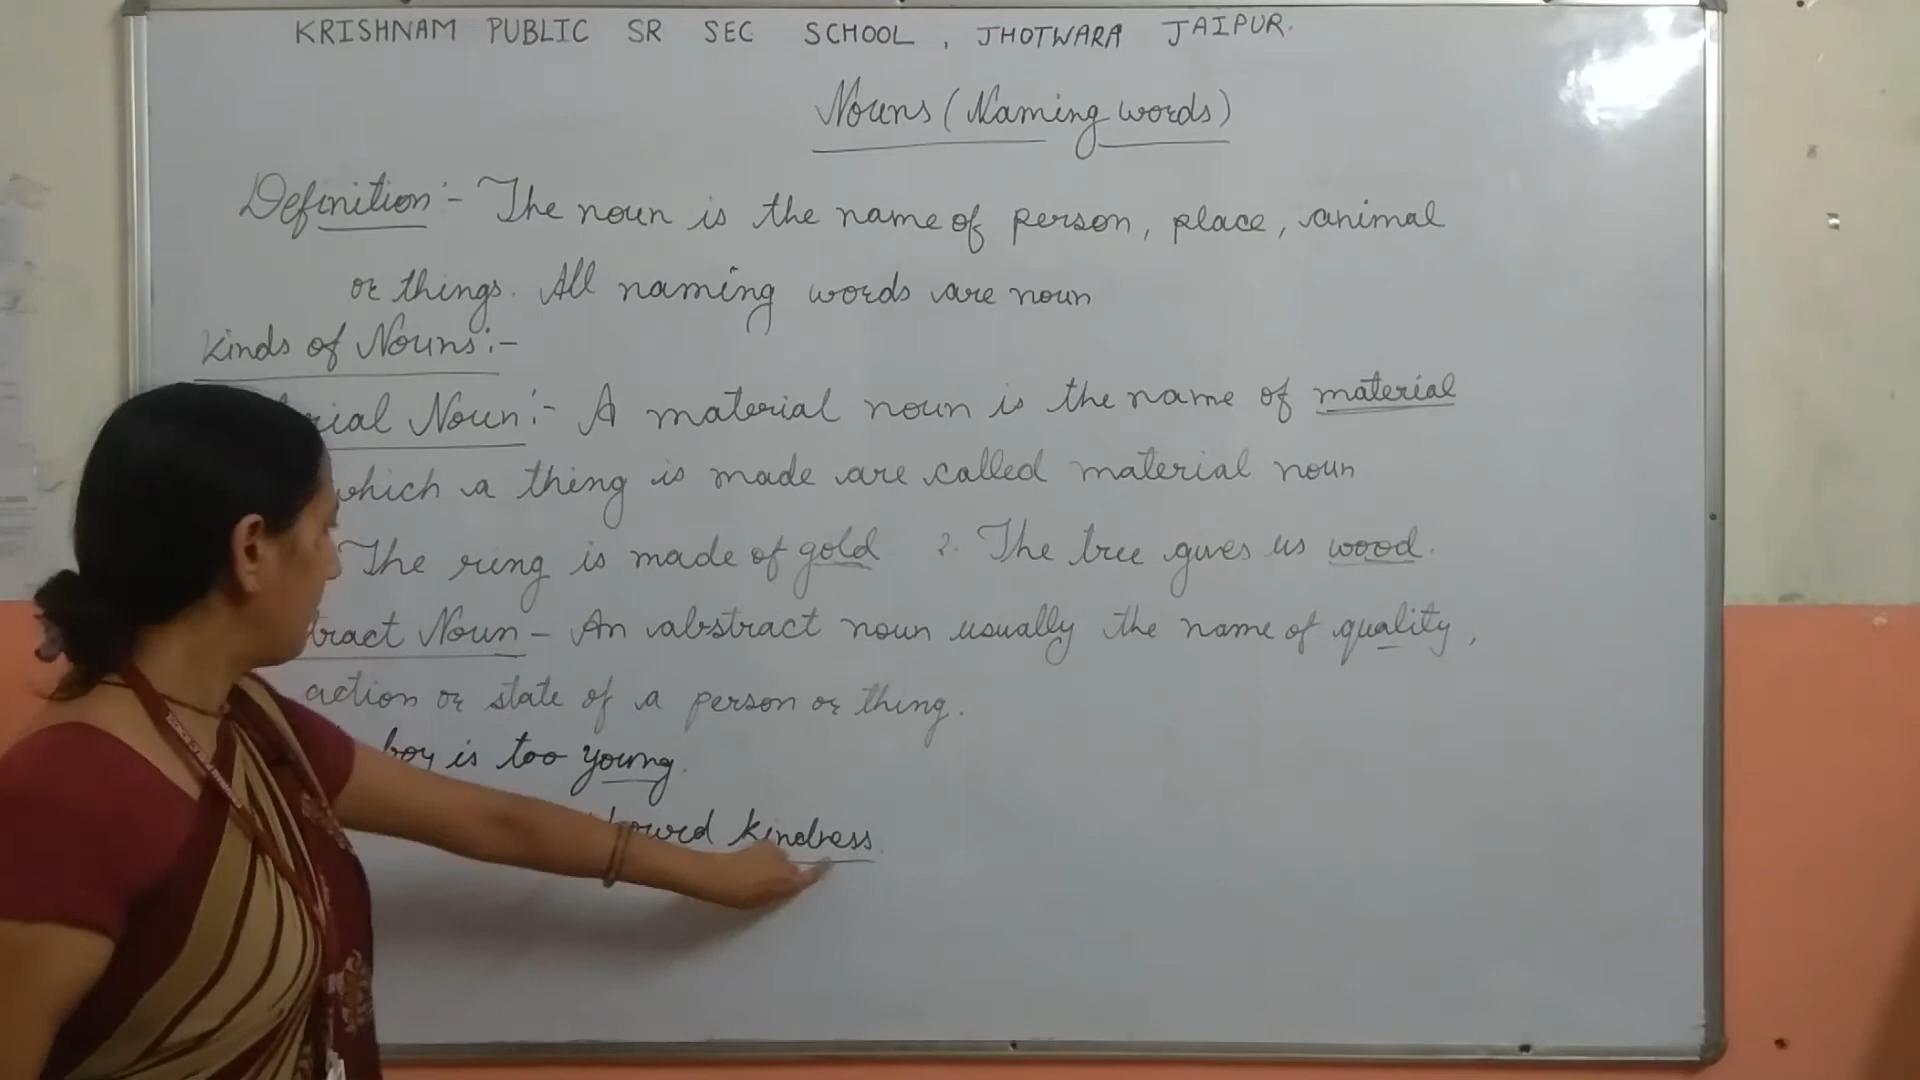 KRISHNAM PUBLIC SR SEC SCHOOL, JHOTWARA JAIPUR.
Nouns (Naming words)
Definition :- The noun is the name of person, place, animal
or things. All naming words are noun
Kinds of Nouns :-
Noun :- A material noun is the name of material
which a thing is made are called material noun
The ring is made of gold 2. The tree gives us wood.
Noun - An abstract noun usually the name of quality,
action or state of a person or thing.
boy is too young.
kindness.